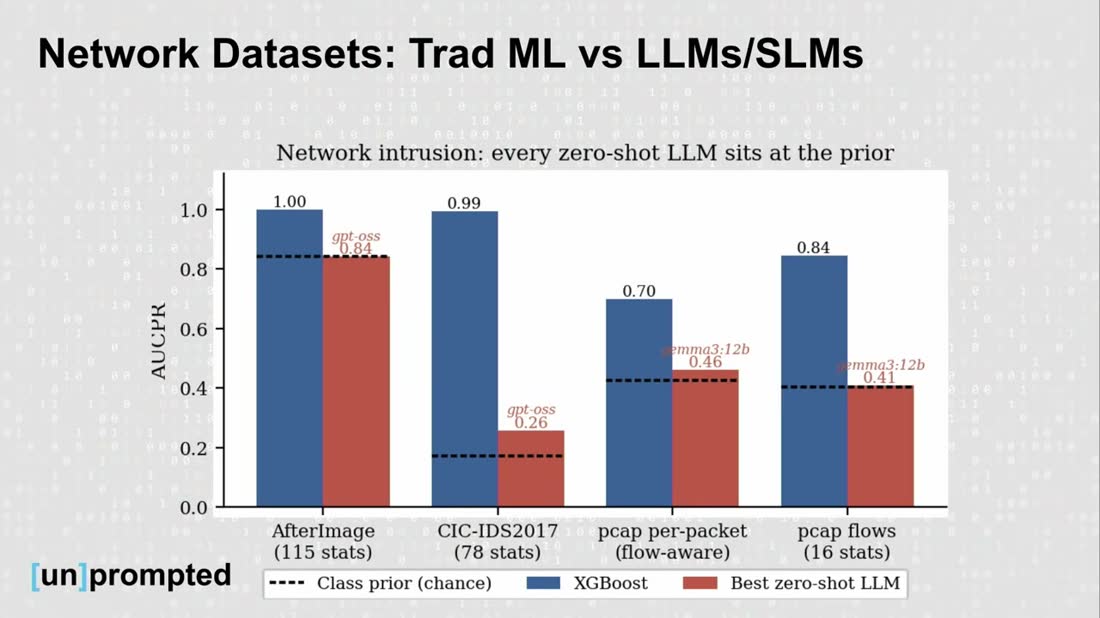 Network Datasets: Trad ML vs LLMs/SLMs
Network intrusion: every zero-shot LLM sits at the prior
AUCPR
1.0
0.8
0.6
0.4
0.2
0.0
1.00
gpt-oss
0.84
0.99
gpt-oss
0.26
0.70
gemma3:12b
0.46
0.84
gemma3:12b
0.41
AfterImage
(115 stats)
CIC-IDS2017
(78 stats)
pcap per-packet
(flow-aware)
pcap flows
(16 stats)
Class prior (chance)
XGBoost
Best zero-shot LLM
[un]prompted